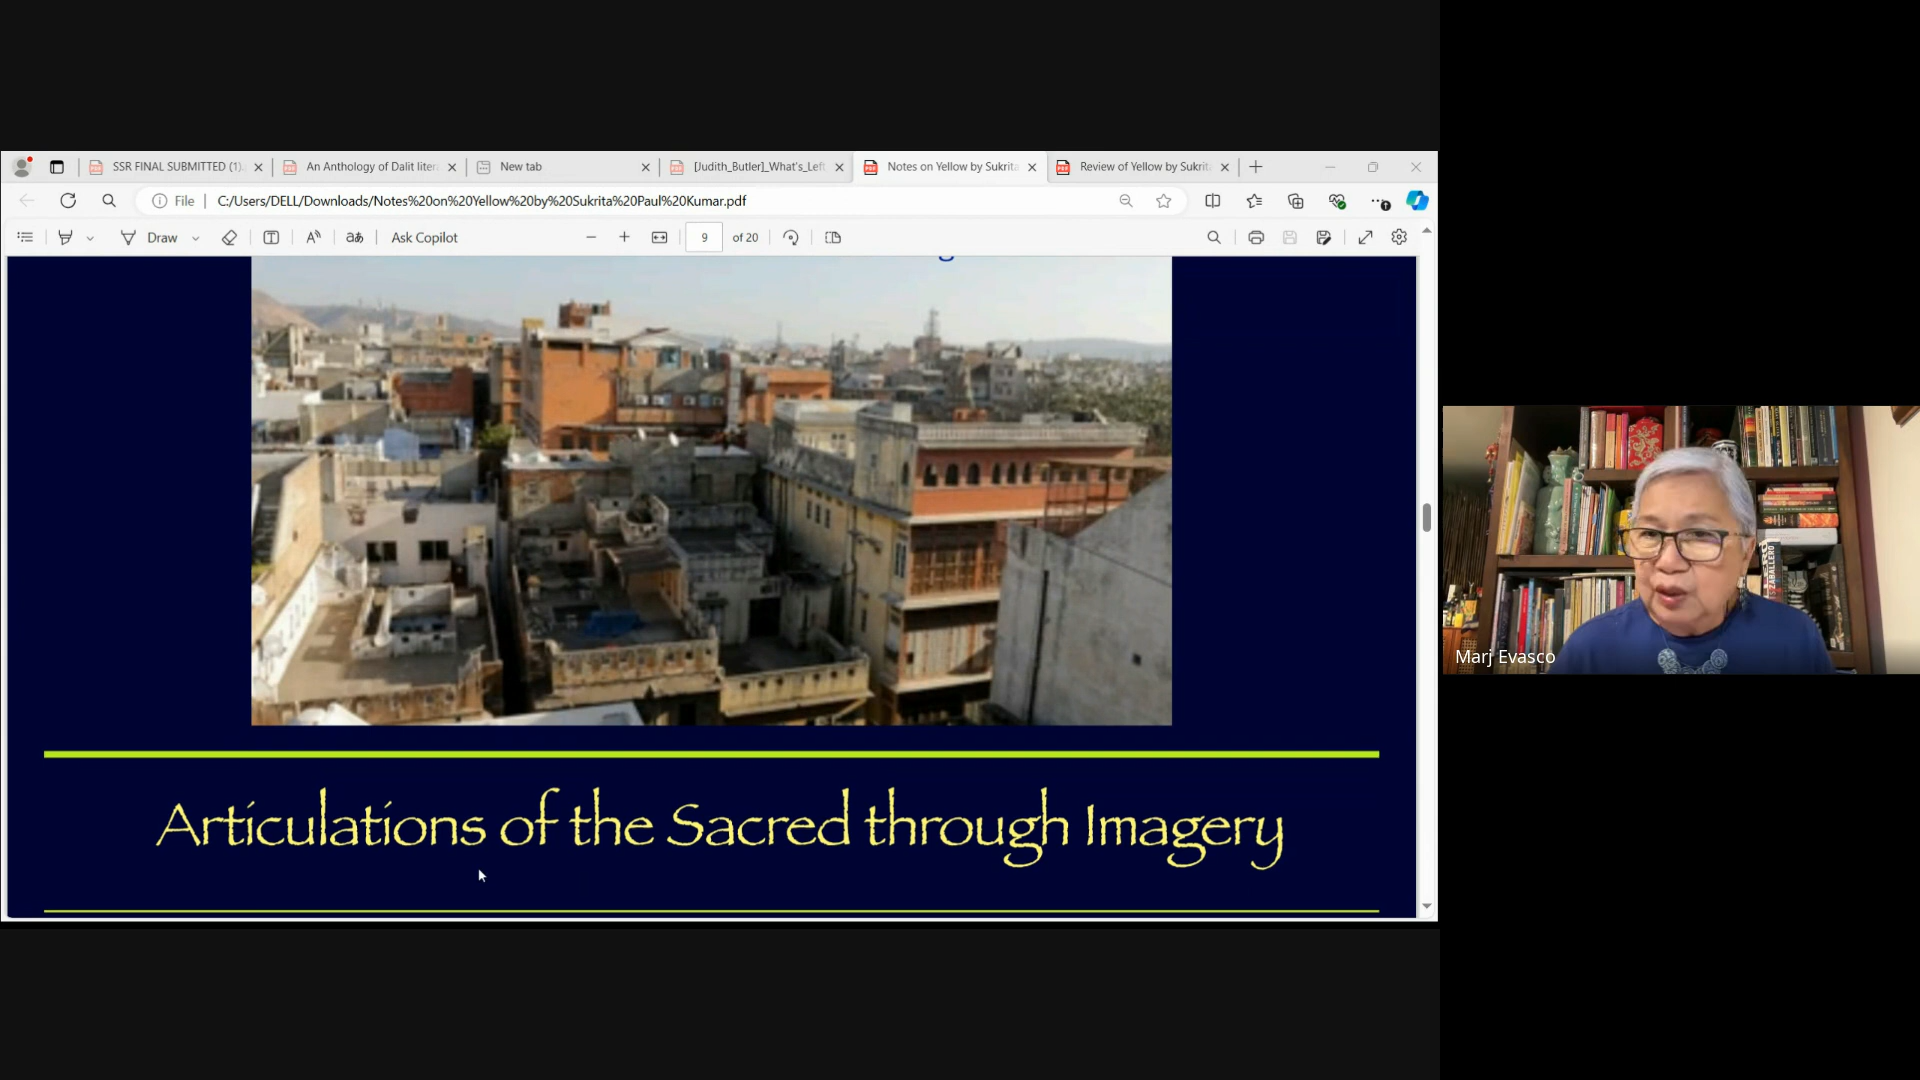 SSR FINAL SUBMITTED (1).
An Anthology of Dalit liter
New tab
[Judith_Butler]_What's_Left
Notes on Yellow by Sukrita
Review of Yellow by Sukrit
File
C:/Users/DELL/Downloads/Notes%20on%20Yellow%20by%20Sukrita%20Paul%20Kumar.pdf
Draw
Ask Copilot
9
of 20
Articulations of the Sacred through Imagery
Marj Evasco
ZABALLERO